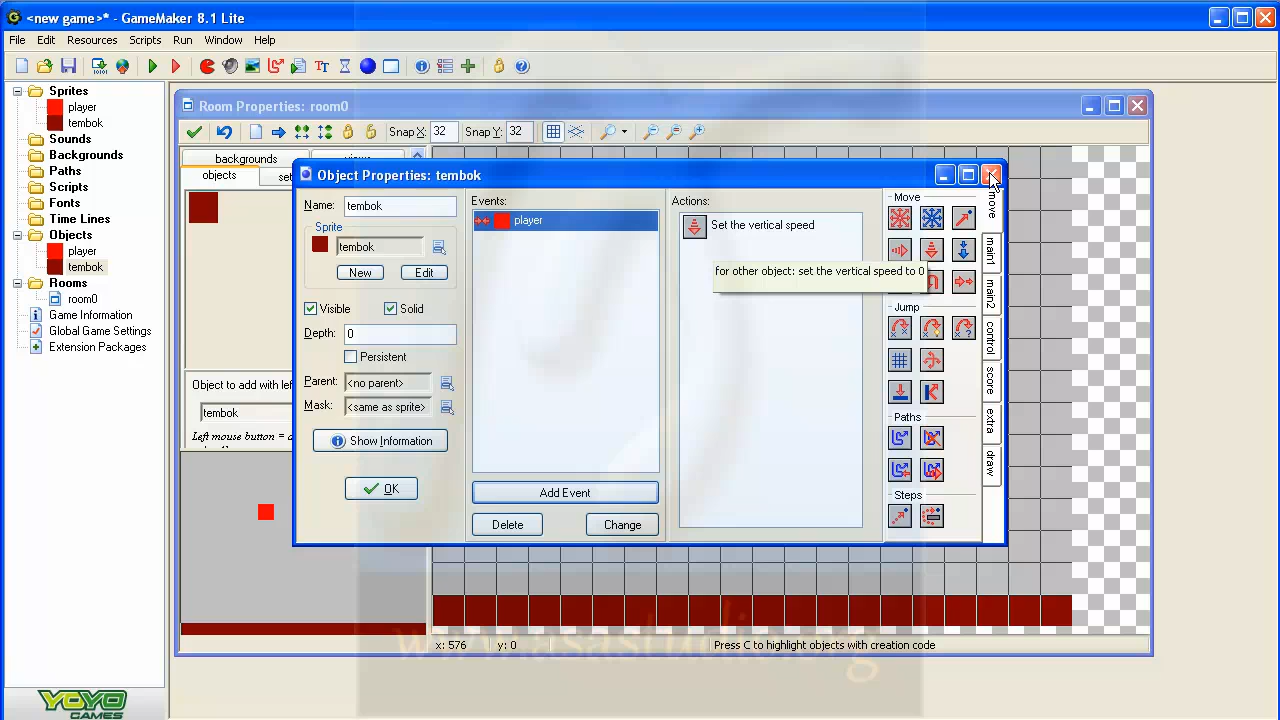 <new game>* - GameMaker 8.1 Lite
File Edit Resources Scripts Run Window Help
Sprites
player
tembok
Sounds
Backgrounds
Paths
Scripts
Fonts
Time Lines
Objects
player
tembok
Rooms
room0
Game Information
Global Game Settings
Extension Packages
YOYO
GAMES
Room Properties: room0
Snap X: 32 Snap Y: 32
backgrounds
objects
Object to add with left
tembok
Left mouse button = a
x: 576 y: 0 Press C to highlight objects with creation code
Object Properties: tembok
Name: tembok
Sprite
tembok
New Edit
Visible Solid
Depth: 0
Persistent
Parent: <no parent>
Mask: <same as sprite>
Show Information
OK
Events:
player
Add Event
Delete Change
Actions:
Set the vertical speed
for other object: set the vertical speed to 0
Move
Jump
Paths
Steps
move
main1
main2
control
score
extra
draw
www.asastudio.org